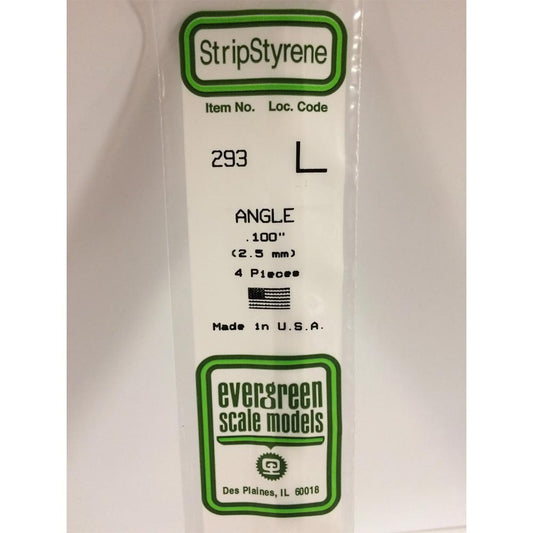 StripStyrene
Item No. Loc. Code
293 L
ANGLE
.100"
(2.5 mm)
4 Pieces
Made in U.S.A.
evergreen
scale models
Des Plaines, IL 60018